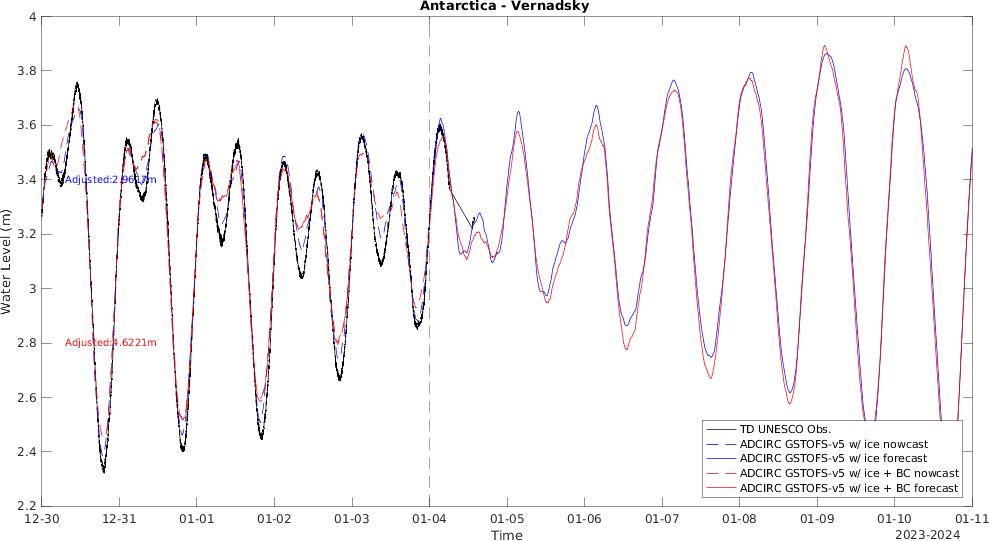 Antarctica - Vernadsky
4
3.8
3.6
3.4
3.2
3
2.8
2.6
2.4
2.2
Water Level (m)
Adjusted:2.9617m
Adjusted:4.6221m
TD UNESCO Obs.
ADCIRC GSTOFS-v5 w/ ice nowcast
ADCIRC GSTOFS-v5 w/ ice forecast
ADCIRC GSTOFS-v5 w/ ice + BC nowcast
ADCIRC GSTOFS-v5 w/ ice + BC forecast
12-30 12-31 01-01 01-02 01-03 01-04 01-05 01-06 01-07 01-08 01-09 01-10 01-11
Time
2023-2024